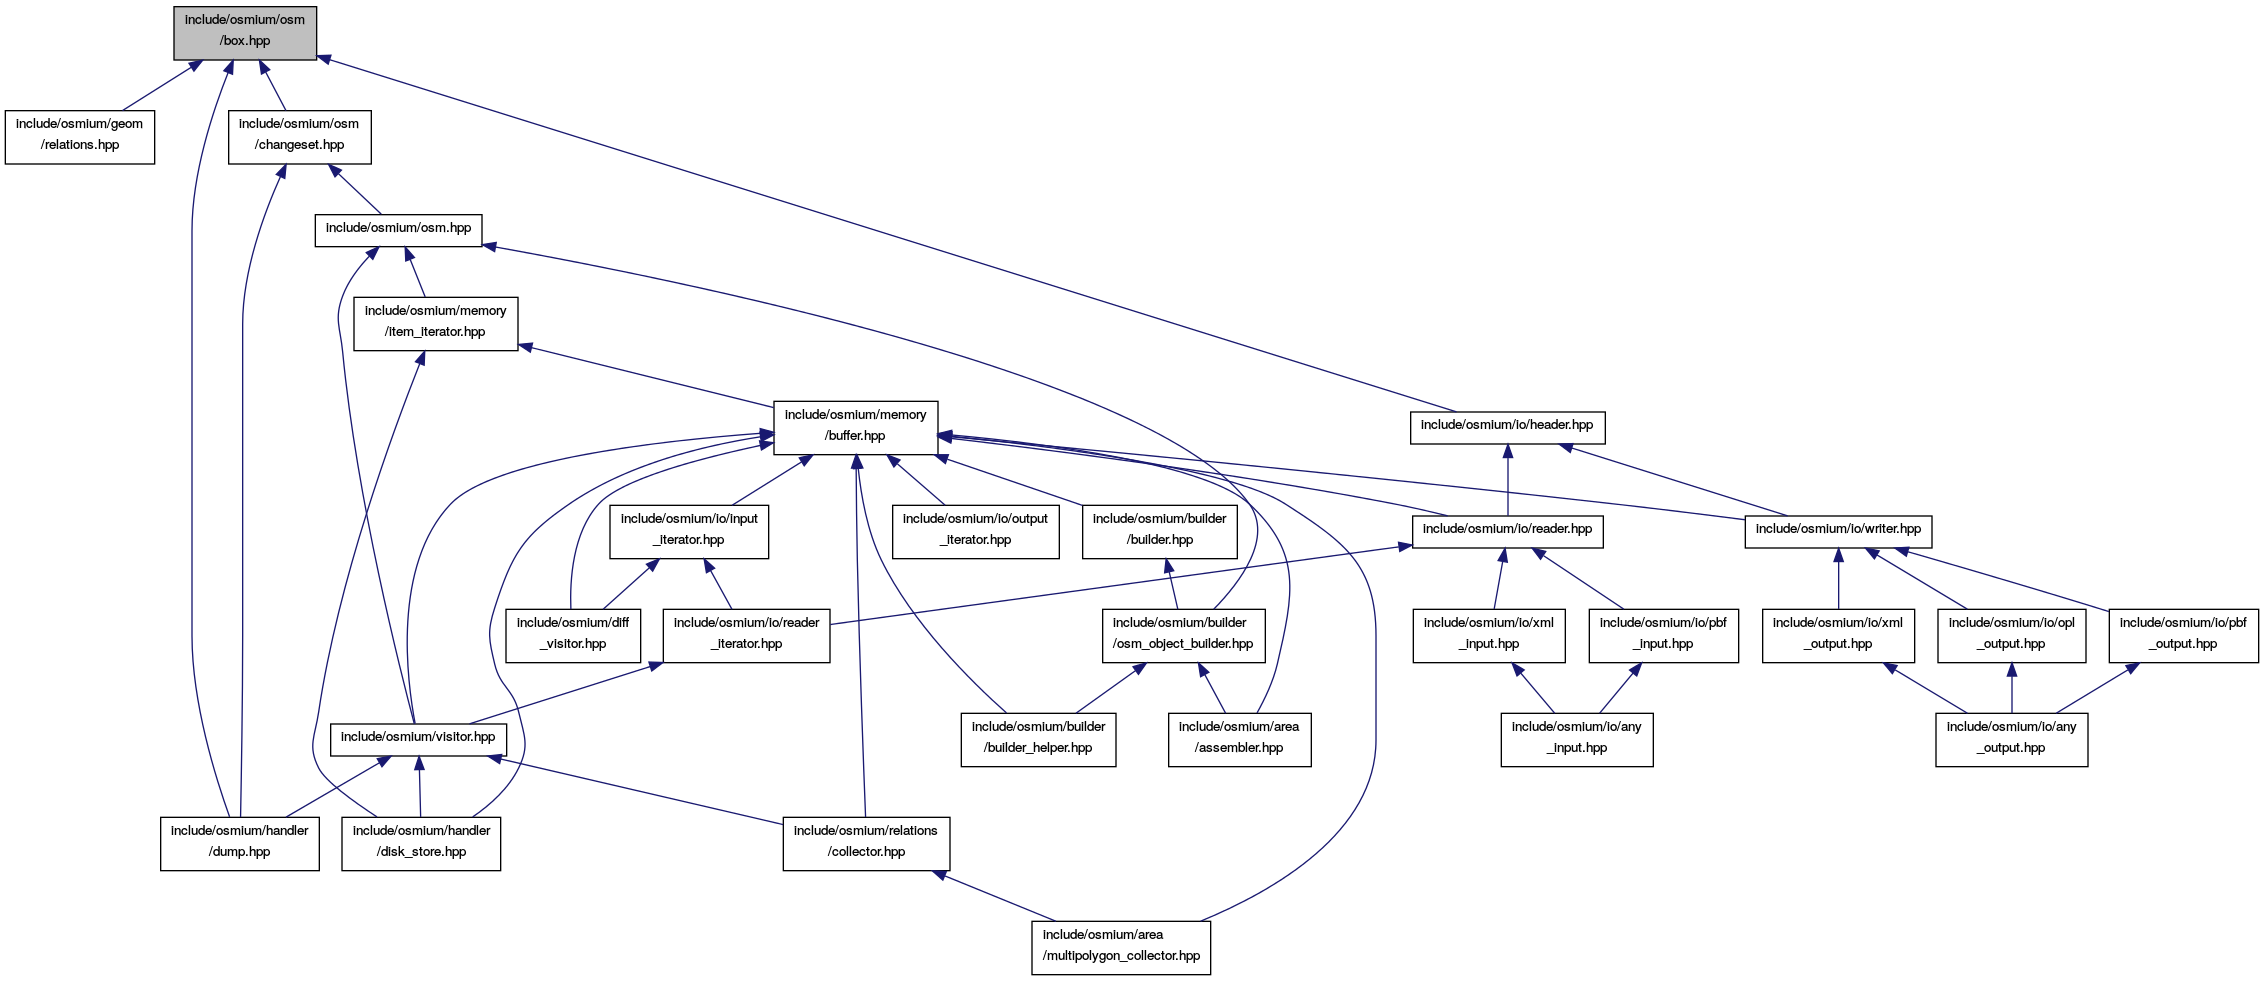 include/osmium/osm
/box.hpp
include/osmium/geom
/relations.hpp
include/osmium/osm
/changeset.hpp
include/osmium/osm.hpp
include/osmium/memory
/item_iterator.hpp
include/osmium/memory
/buffer.hpp
include/osmium/io/header.hpp
include/osmium/io/input
_iterator.hpp
include/osmium/io/output
_iterator.hpp
include/osmium/builder
/builder.hpp
include/osmium/io/reader.hpp
include/osmium/io/writer.hpp
include/osmium/diff
_visitor.hpp
include/osmium/io/reader
_iterator.hpp
include/osmium/builder
/osm_object_builder.hpp
include/osmium/io/xml
_input.hpp
include/osmium/io/pbf
_input.hpp
include/osmium/io/xml
_output.hpp
include/osmium/io/opl
_output.hpp
include/osmium/io/pbf
_output.hpp
include/osmium/visitor.hpp
include/osmium/builder
/builder_helper.hpp
include/osmium/area
/assembler.hpp
include/osmium/io/any
_input.hpp
include/osmium/io/any
_output.hpp
include/osmium/handler
/dump.hpp
include/osmium/handler
/disk_store.hpp
include/osmium/relations
/collector.hpp
include/osmium/area
/multipolygon_collector.hpp